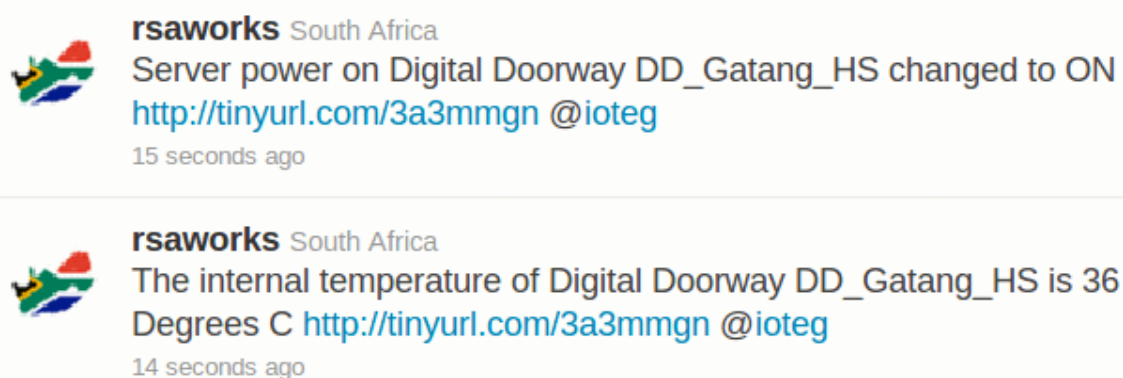 rsaworks South Africa
Server power on Digital Doorway DD_Gatang_HS changed to ON
http://tinyurl.com/3a3mmgn @ioteg
15 seconds ago
rsaworks South Africa
The internal temperature of Digital Doorway DD_Gatang_HS is 36
Degrees C http://tinyurl.com/3a3mmgn @ioteg
14 seconds ago